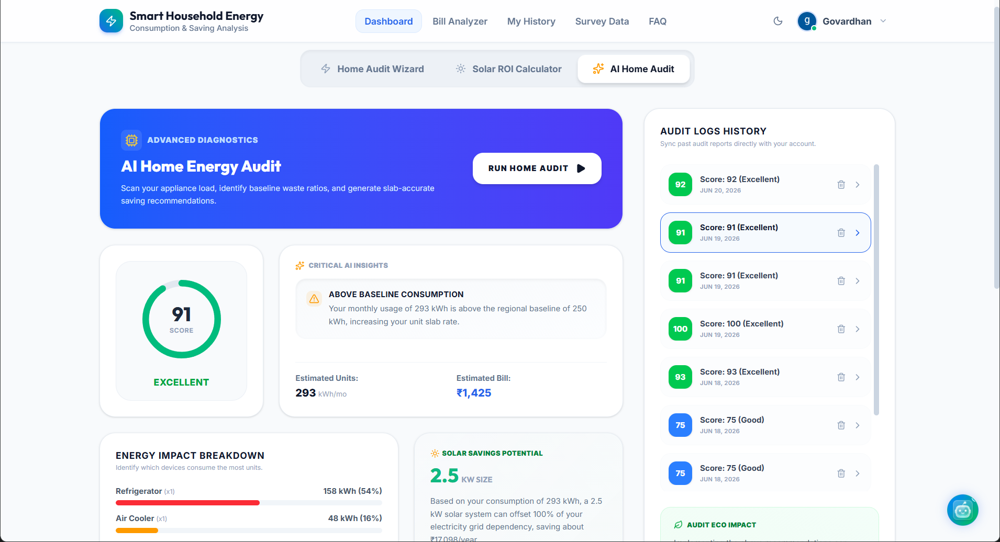 Smart Household Energy
Consumption & Saving Analysis
Dashboard
Bill Analyzer
My History
Survey Data
FAQ
g
Govardhan
Home Audit Wizard
Solar ROI Calculator
AI Home Audit
ADVANCED DIAGNOSTICS
AI Home Energy Audit
Scan your appliance load, identify baseline waste ratios, and generate slab-accurate
saving recommendations.
RUN HOME AUDIT
91
SCORE
EXCELLENT
CRITICAL AI INSIGHTS
ABOVE BASELINE CONSUMPTION
Your monthly usage of 293 kWh is above the regional baseline of 250
kWh, increasing your unit slab rate.
Estimated Units:
293 kWh/mo
Estimated Bill:
₹1,425
ENERGY IMPACT BREAKDOWN
Identify which devices consume the most units.
Refrigerator (x1)
158 kWh (54%)
Air Cooler (x1)
48 kWh (16%)
SOLAR SAVINGS POTENTIAL
2.5 KW SIZE
Based on your consumption of 293 kWh, a 2.5
kW solar system can offset 100% of your
electricity grid dependency, saving about
₹17,098/year
AUDIT LOGS HISTORY
Sync past audit reports directly with your account.
92
Score: 92 (Excellent)
JUN 20, 2026
91
Score: 91 (Excellent)
JUN 19, 2026
91
Score: 91 (Excellent)
JUN 19, 2026
100
Score: 100 (Excellent)
JUN 19, 2026
93
Score: 93 (Excellent)
JUN 18, 2026
75
Score: 75 (Good)
JUN 18, 2026
75
Score: 75 (Good)
JUN 18, 2026
AUDIT ECO IMPACT